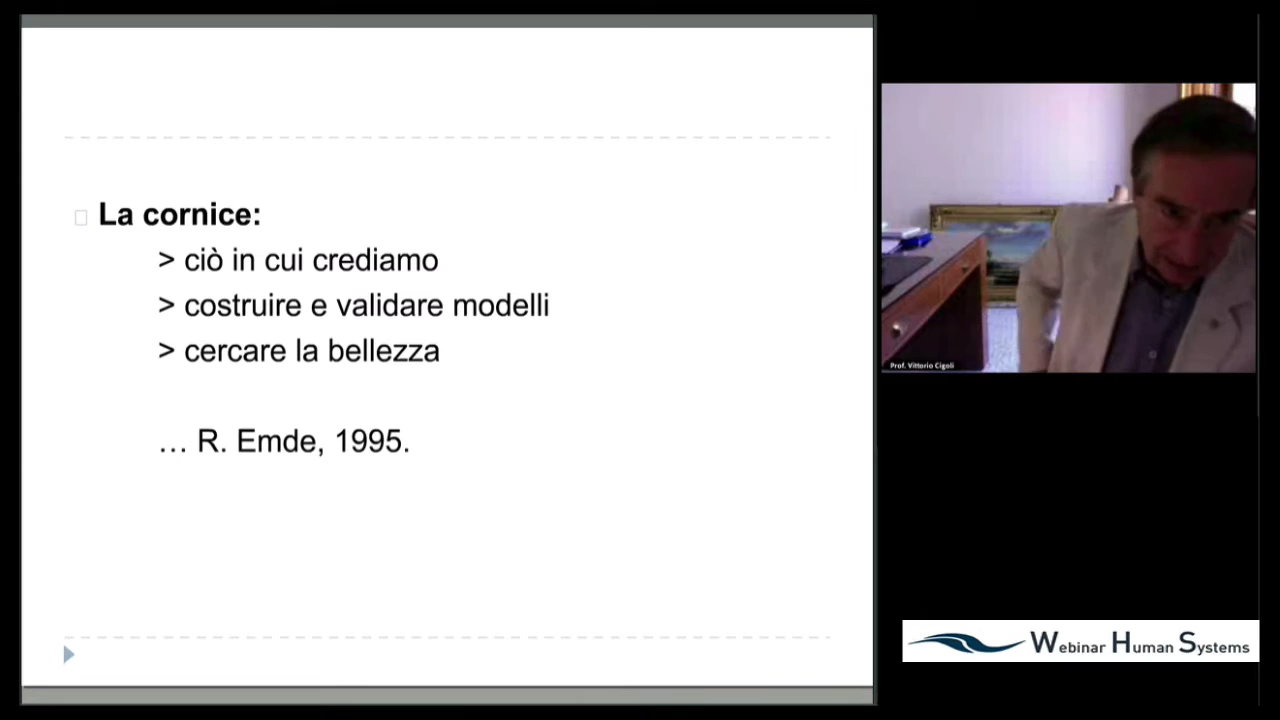 La cornice:
> ciò in cui crediamo
> costruire e validare modelli
> cercare la bellezza
… R. Emde, 1995.
Prof. Vittorio Cigoli
Webinar Human Systems